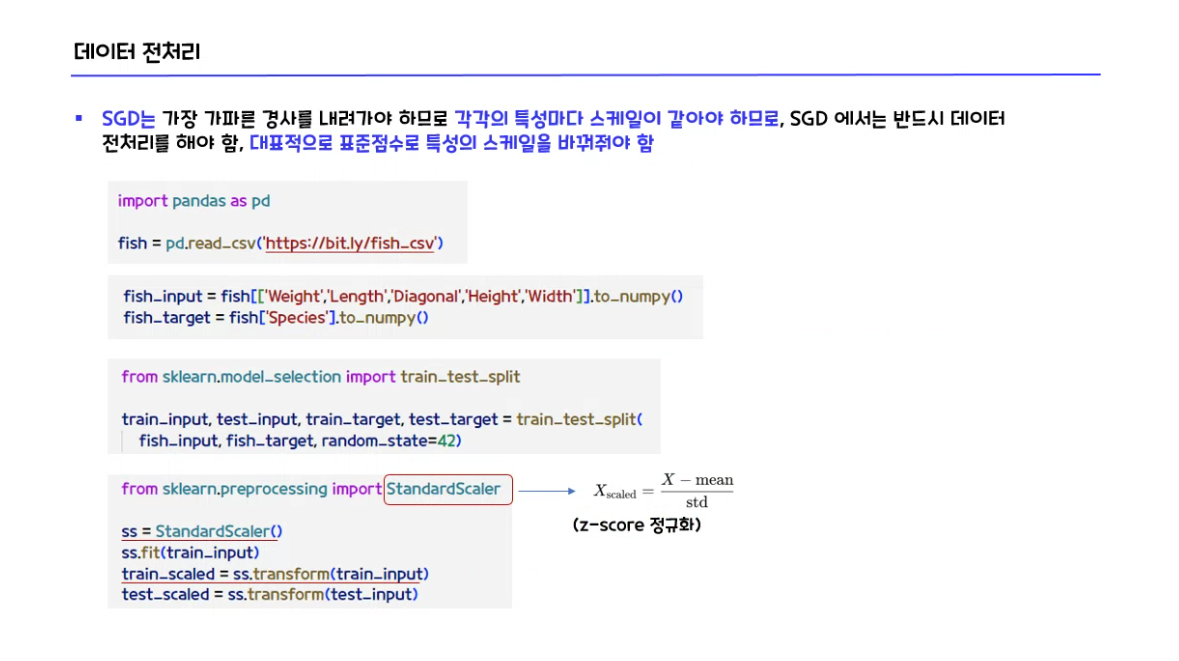 데이터 전처리
▪ SGD는 가장 가파른 경사를 내려가야 하므로 각각의 특성마다 스케일이 같아야 하므로, SGD 에서는 반드시 데이터
전처리를 해야 함, 대표적으로 표준점수로 특성의 스케일을 바꿔줘야 함
import pandas as pd
fish = pd.read_csv('https://bit.ly/fish_csv')
fish_input = fish[['Weight','Length','Diagonal','Height','Width']].to_numpy()
fish_target = fish['Species'].to_numpy()
from sklearn.model_selection import train_test_split
train_input, test_input, train_target, test_target = train_test_split(
fish_input, fish_target, random_state=42)
from sklearn.preprocessing import StandardScaler
X scaled = X − mean / std
(z-score 정규화)
ss = StandardScaler()
ss.fit(train_input)
train_scaled = ss.transform(train_input)
test_scaled = ss.transform(test_input)